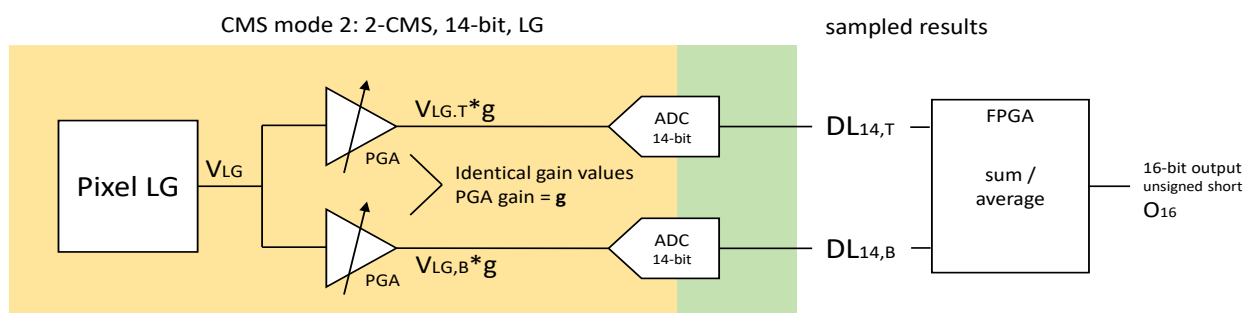 CMS mode 2: 2-CMS, 14-bit, LG
sampled results
Pixel LG
VLG
VLG.T*g
PGA
Identical gain values
PGA gain = g
VLG,B*g
PGA
ADC
14-bit
ADC
14-bit
DL14,T
DL14,B
FPGA
sum /
average
16-bit output
unsigned short
O16